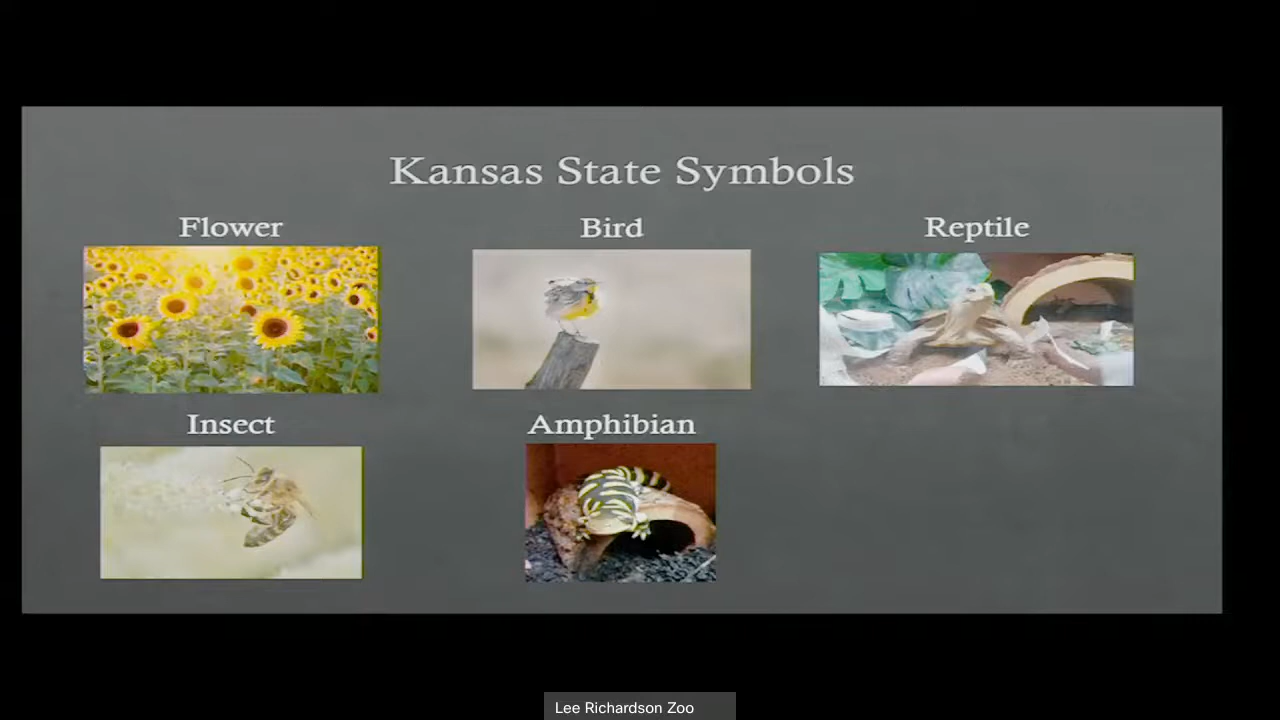 Kansas State Symbols
Flower
Bird
Reptile
Insect
Amphibian
Lee Richardson Zoo